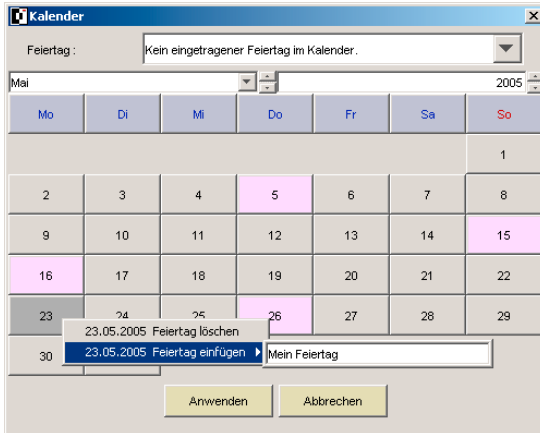 Kalender
Feiertag :
Kein eingetragener Feiertag im Kalender.
Mai
2005
Mo Di Mi Do Fr Sa So
1
2 3 4 5 6 7 8
9 10 11 12 13 14 15
16 17 18 19 20 21 22
23 24 25 26 27 28 29
23.05.2005 Feiertag löschen
30
23.05.2005 Feiertag einfügen
Mein Feiertag
Anwenden Abbrechen